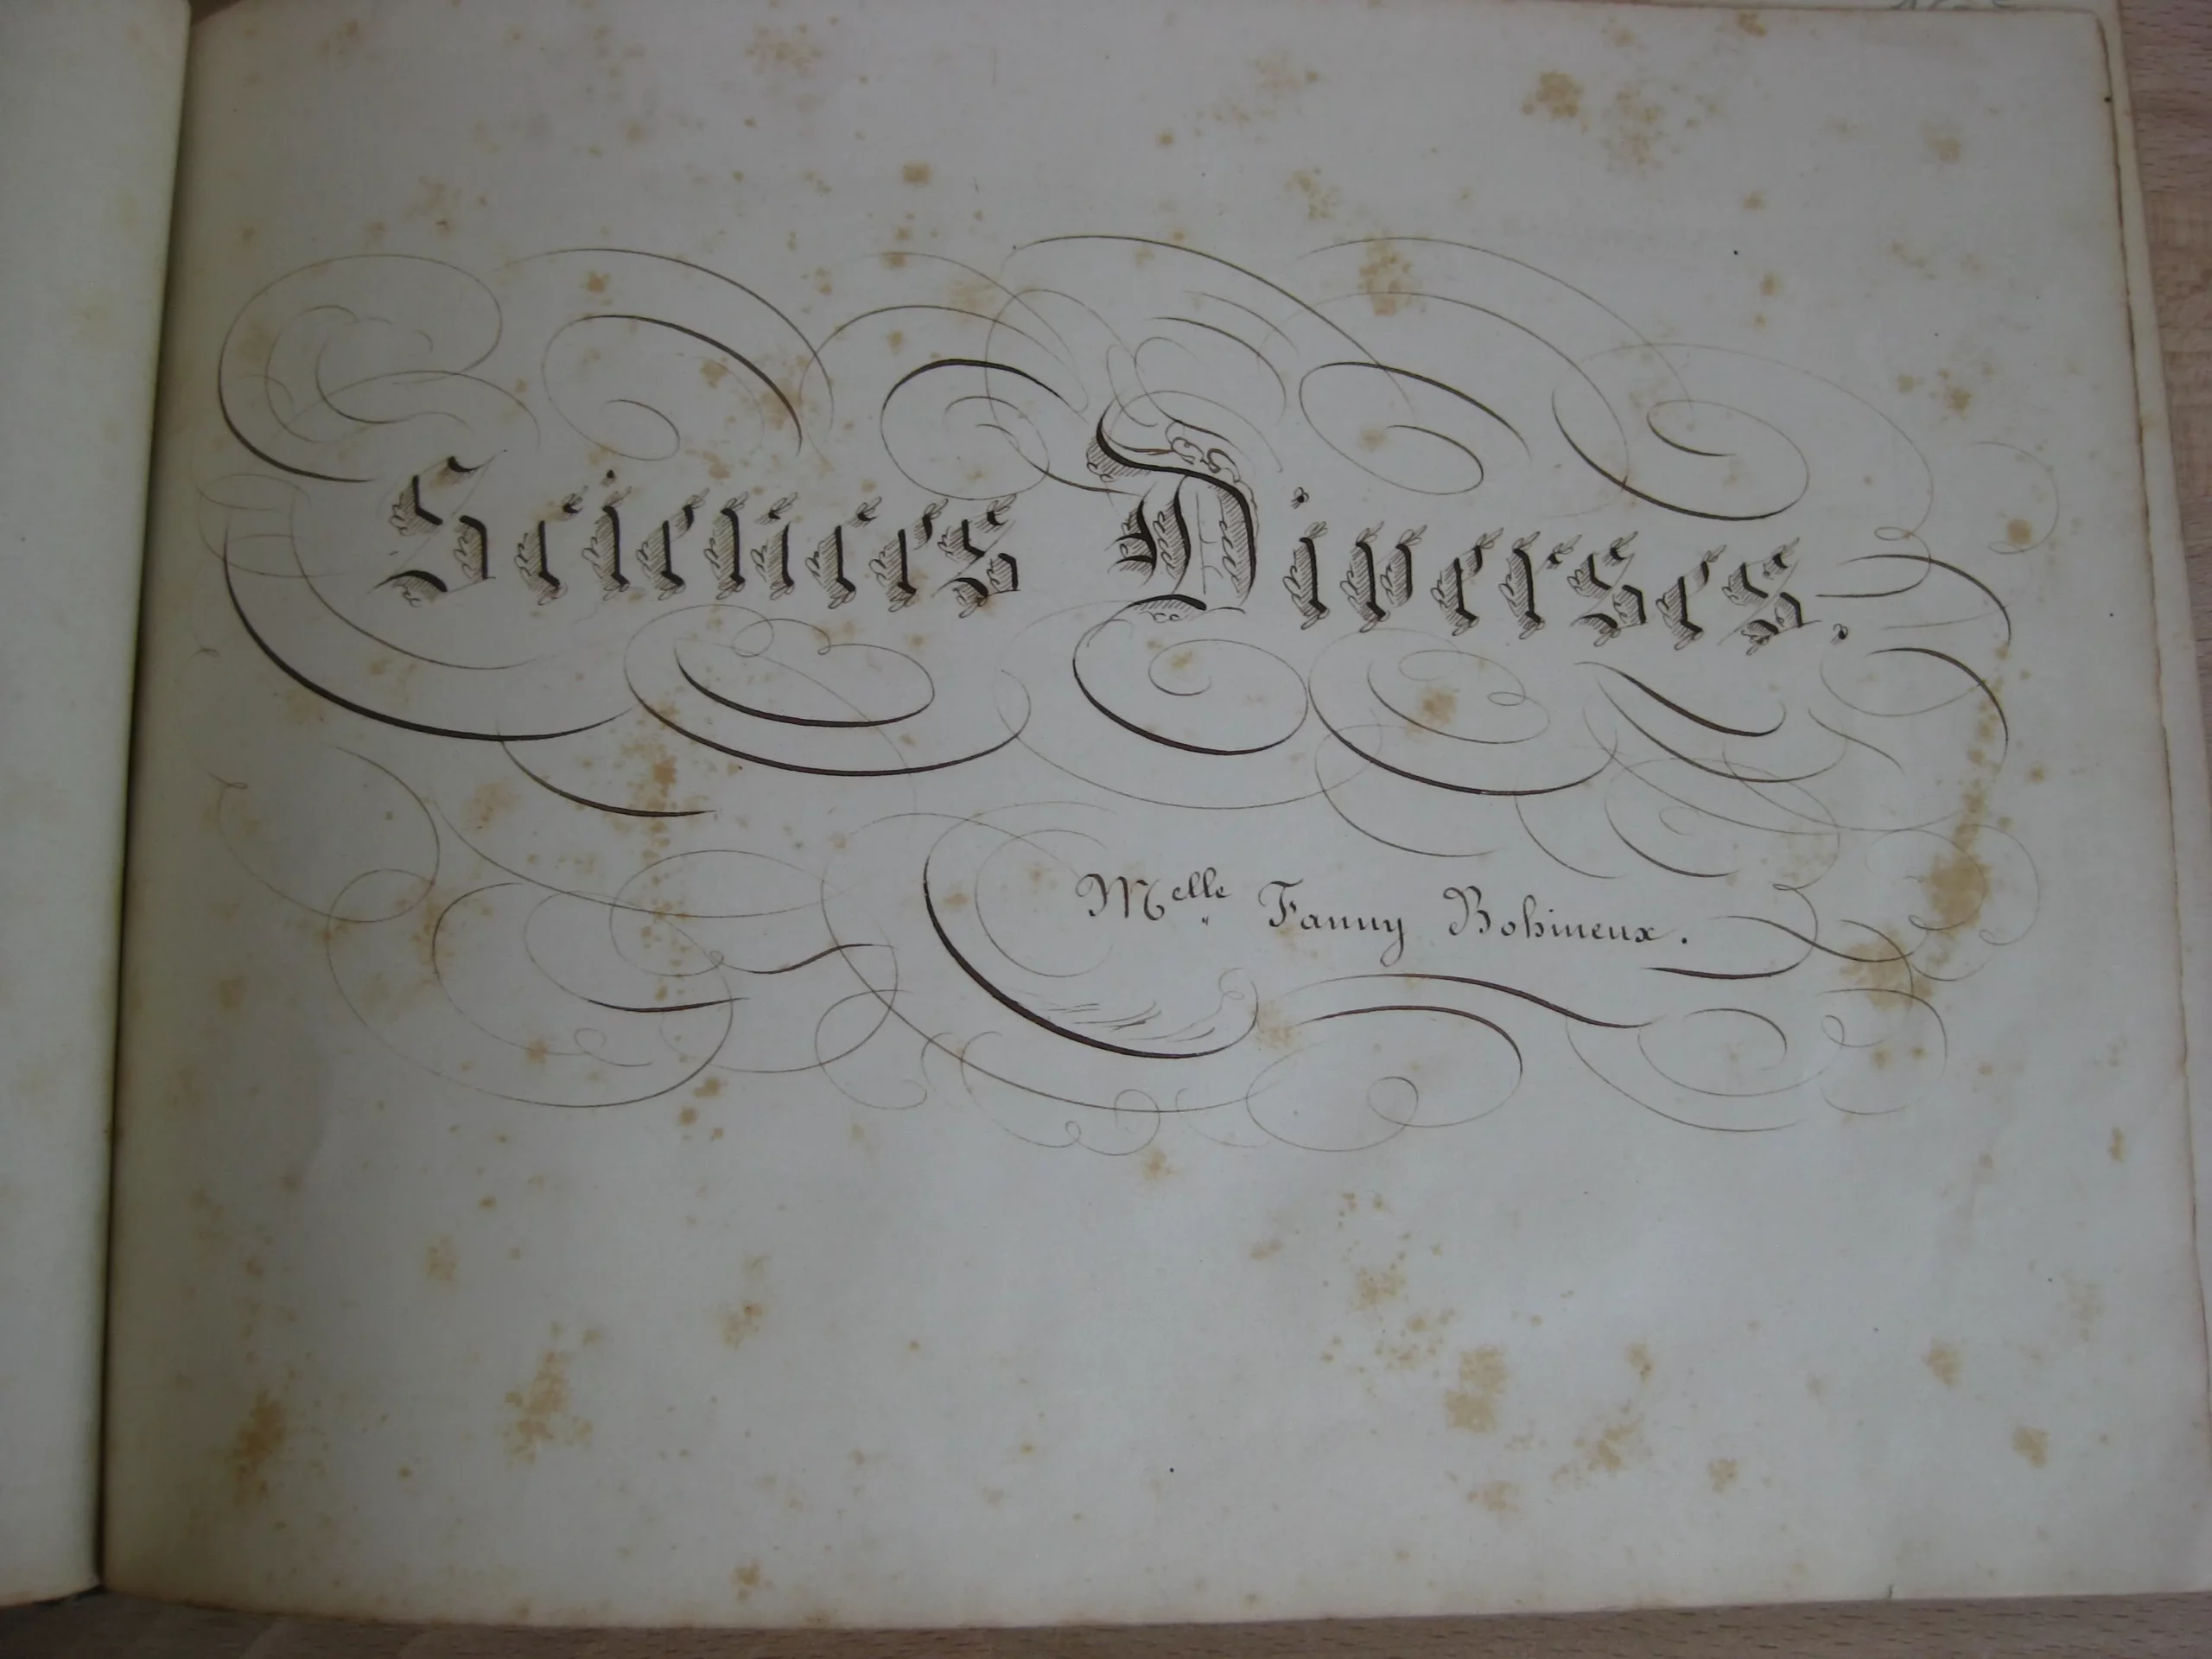 Sciences Diverses.
Melle Fanny Bohineux.